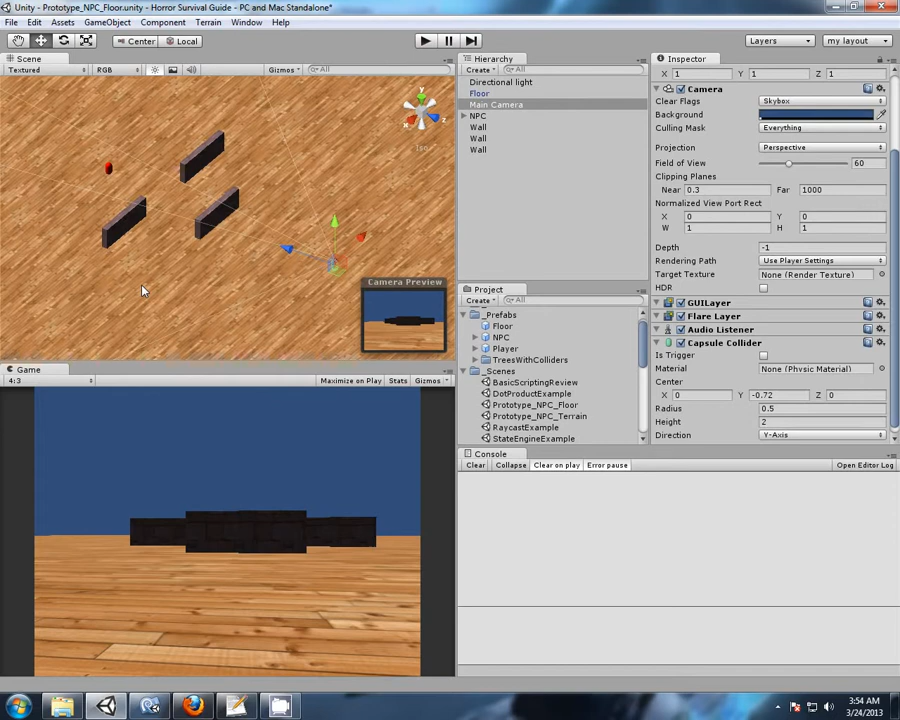 Unity - Prototype_NPC_Floor.unity - Horror Survival Guide - PC and Mac Standalone*
File Edit Assets GameObject Component Terrain Window Help
Center Local Layers my layout
Scene
Textured RGB Gizmos All
y
x z
Iso
Camera Preview
Game
4:3 Maximize on Play Stats Gizmos
Hierarchy
Create All
Directional light
Floor
Main Camera
NPC
Wall
Wall
Wall
Project
Create All
_Prefabs
Floor
NPC
Player
TreesWithColliders
_Scenes
BasicScriptingReview
DotProductExample
Prototype_NPC_Floor
Prototype_NPC_Terrain
RaycastExample
StateEngineExample
Console
Clear Collapse Clear on play Error pause Open Editor Log
Inspector
X 1 Y 1 Z 1
Camera
Clear Flags Skybox
Background
Culling Mask Everything
Projection Perspective
Field of View 60
Clipping Planes
Near 0.3 Far 1000
Normalized View Port Rect
X 0 Y 0
W 1 H 1
Depth -1
Rendering Path Use Player Settings
Target Texture None (Render Texture)
HDR
GUILayer
Flare Layer
Audio Listener
Capsule Collider
Is Trigger
Material None (Physic Material)
Center
X 0 Y -0.72 Z 0
Radius 0.5
Height 2
Direction Y-Axis
3:54 AM
3/24/2013